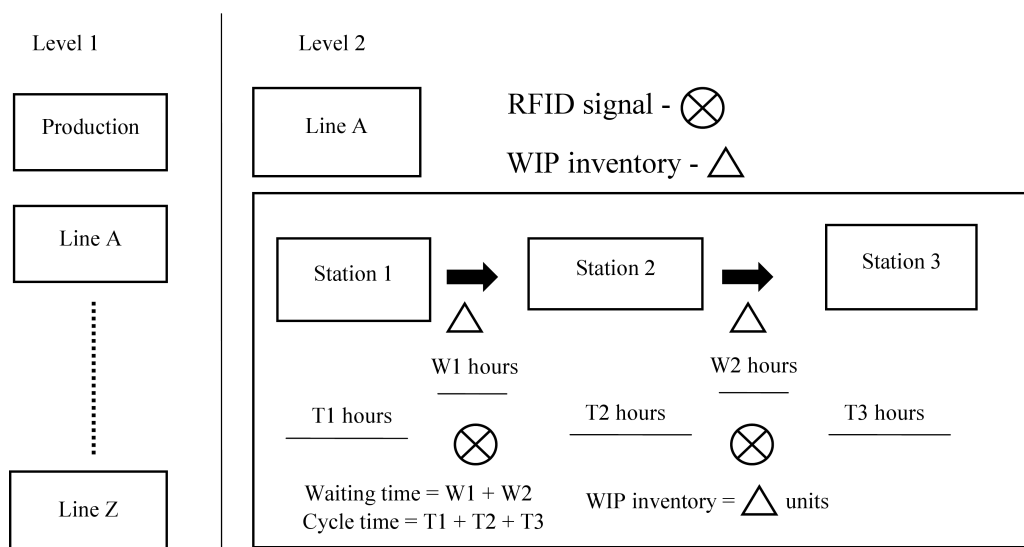 Level 1
Production
Line A
Line Z
Level 2
Line A
RFID signal -
WIP inventory -
Station 1
Station 2
Station 3
W1 hours
W2 hours
T1 hours
T2 hours
T3 hours
Waiting time = W1 + W2
Cycle time = T1 + T2 + T3
WIP inventory = units